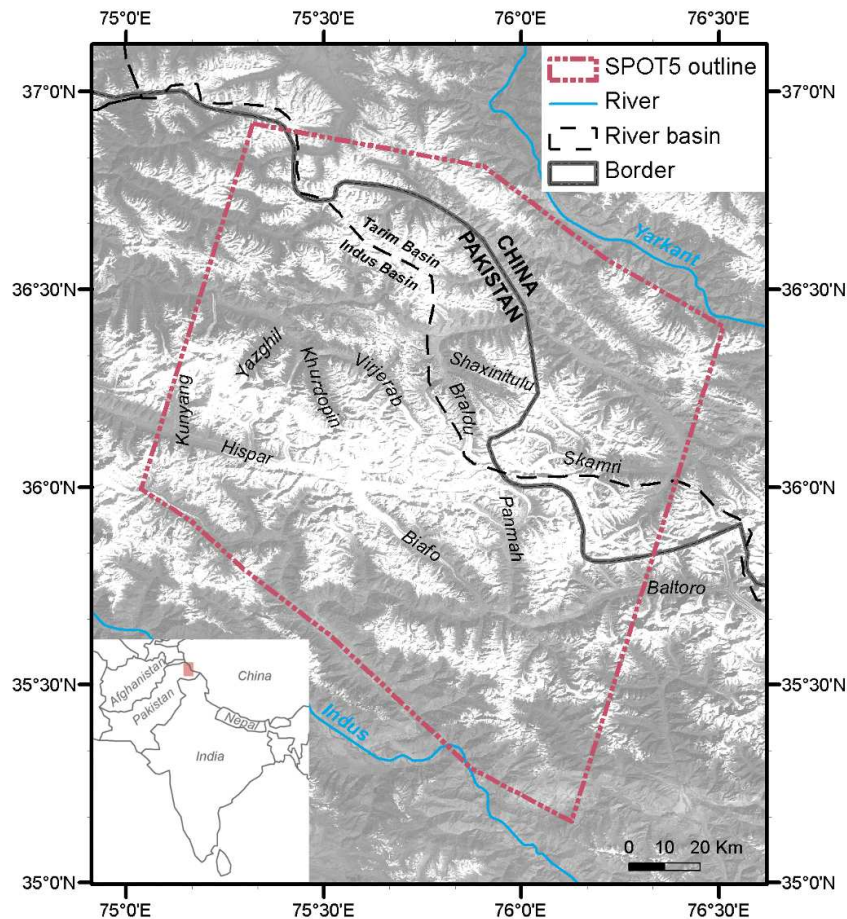 75°0'E 75°30'E 76°0'E 76°30'E
37°0'N
36°30'N
36°0'N
35°30'N
35°0'N
SPOT5 outline
River
River basin
Border
Yarkant
Tarim Basin
Indus Basin
CHINA
PAKISTAN
Yazghil
Khurdopin
Virjerab
Shaxinitulu
Braldu
Kunyang
Hispar
Skamri
Panmah
Biafo
Baltoro
Indus
Afghanistan
Pakistan
China
Nepal
India
0 10 20 Km
37°0'N
36°30'N
36°0'N
35°30'N
35°0'N
75°0'E 75°30'E 76°0'E 76°30'E